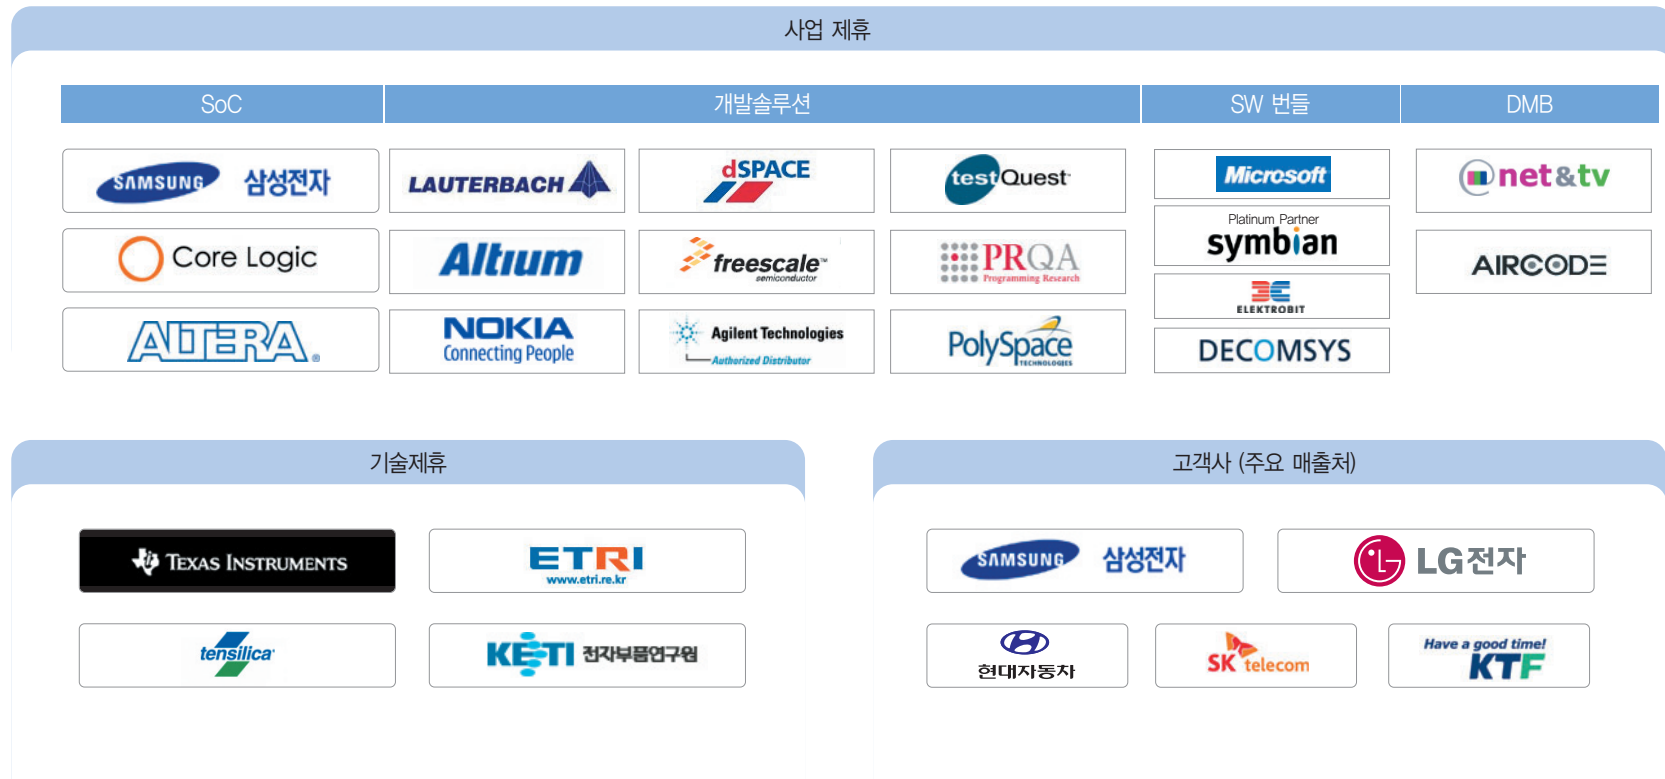 사업 제휴
SoC
개발솔루션
SW 번들
DMB
SAMSUNG 삼성전자
LAUTERBACH
dSPACE
testQuest
Microsoft
net&tv
Platinum Partner
symbian
Core Logic
Altium
freescale™
semiconductor
PRQA
Programming Research
AIRCODE
ELEKTROBIT
ALTERA®
NOKIA
Connecting People
Agilent Technologies
Authorized Distributor
PolySpace
TECHNOLOGIES
DECOMSYS
기술제휴
고객사 (주요 매출처)
TEXAS INSTRUMENTS
ETRI
www.etri.re.kr
SAMSUNG 삼성전자
LG전자
tensilica
KETI 전자부품연구원
현대자동차
SK telecom
Have a good time!
KTF